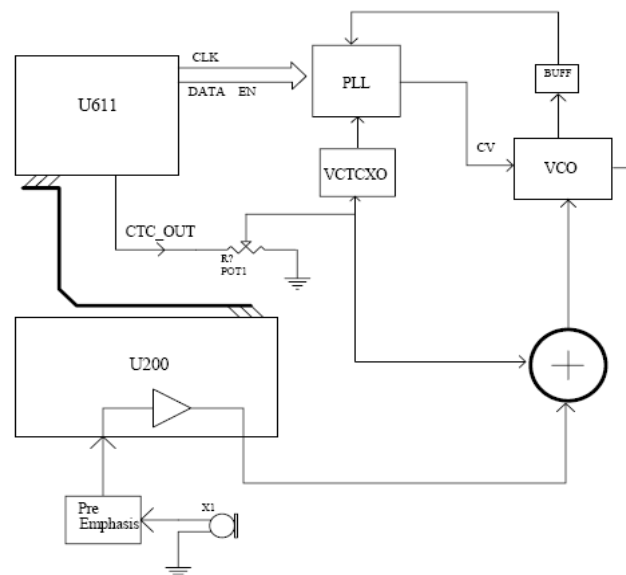 CLK
U611
DATA EN
PLL
BUFF
VCTCXO
CV
VCO
CTC_OUT
R?
POT1
U200
+
Pre
Emphasis
X1